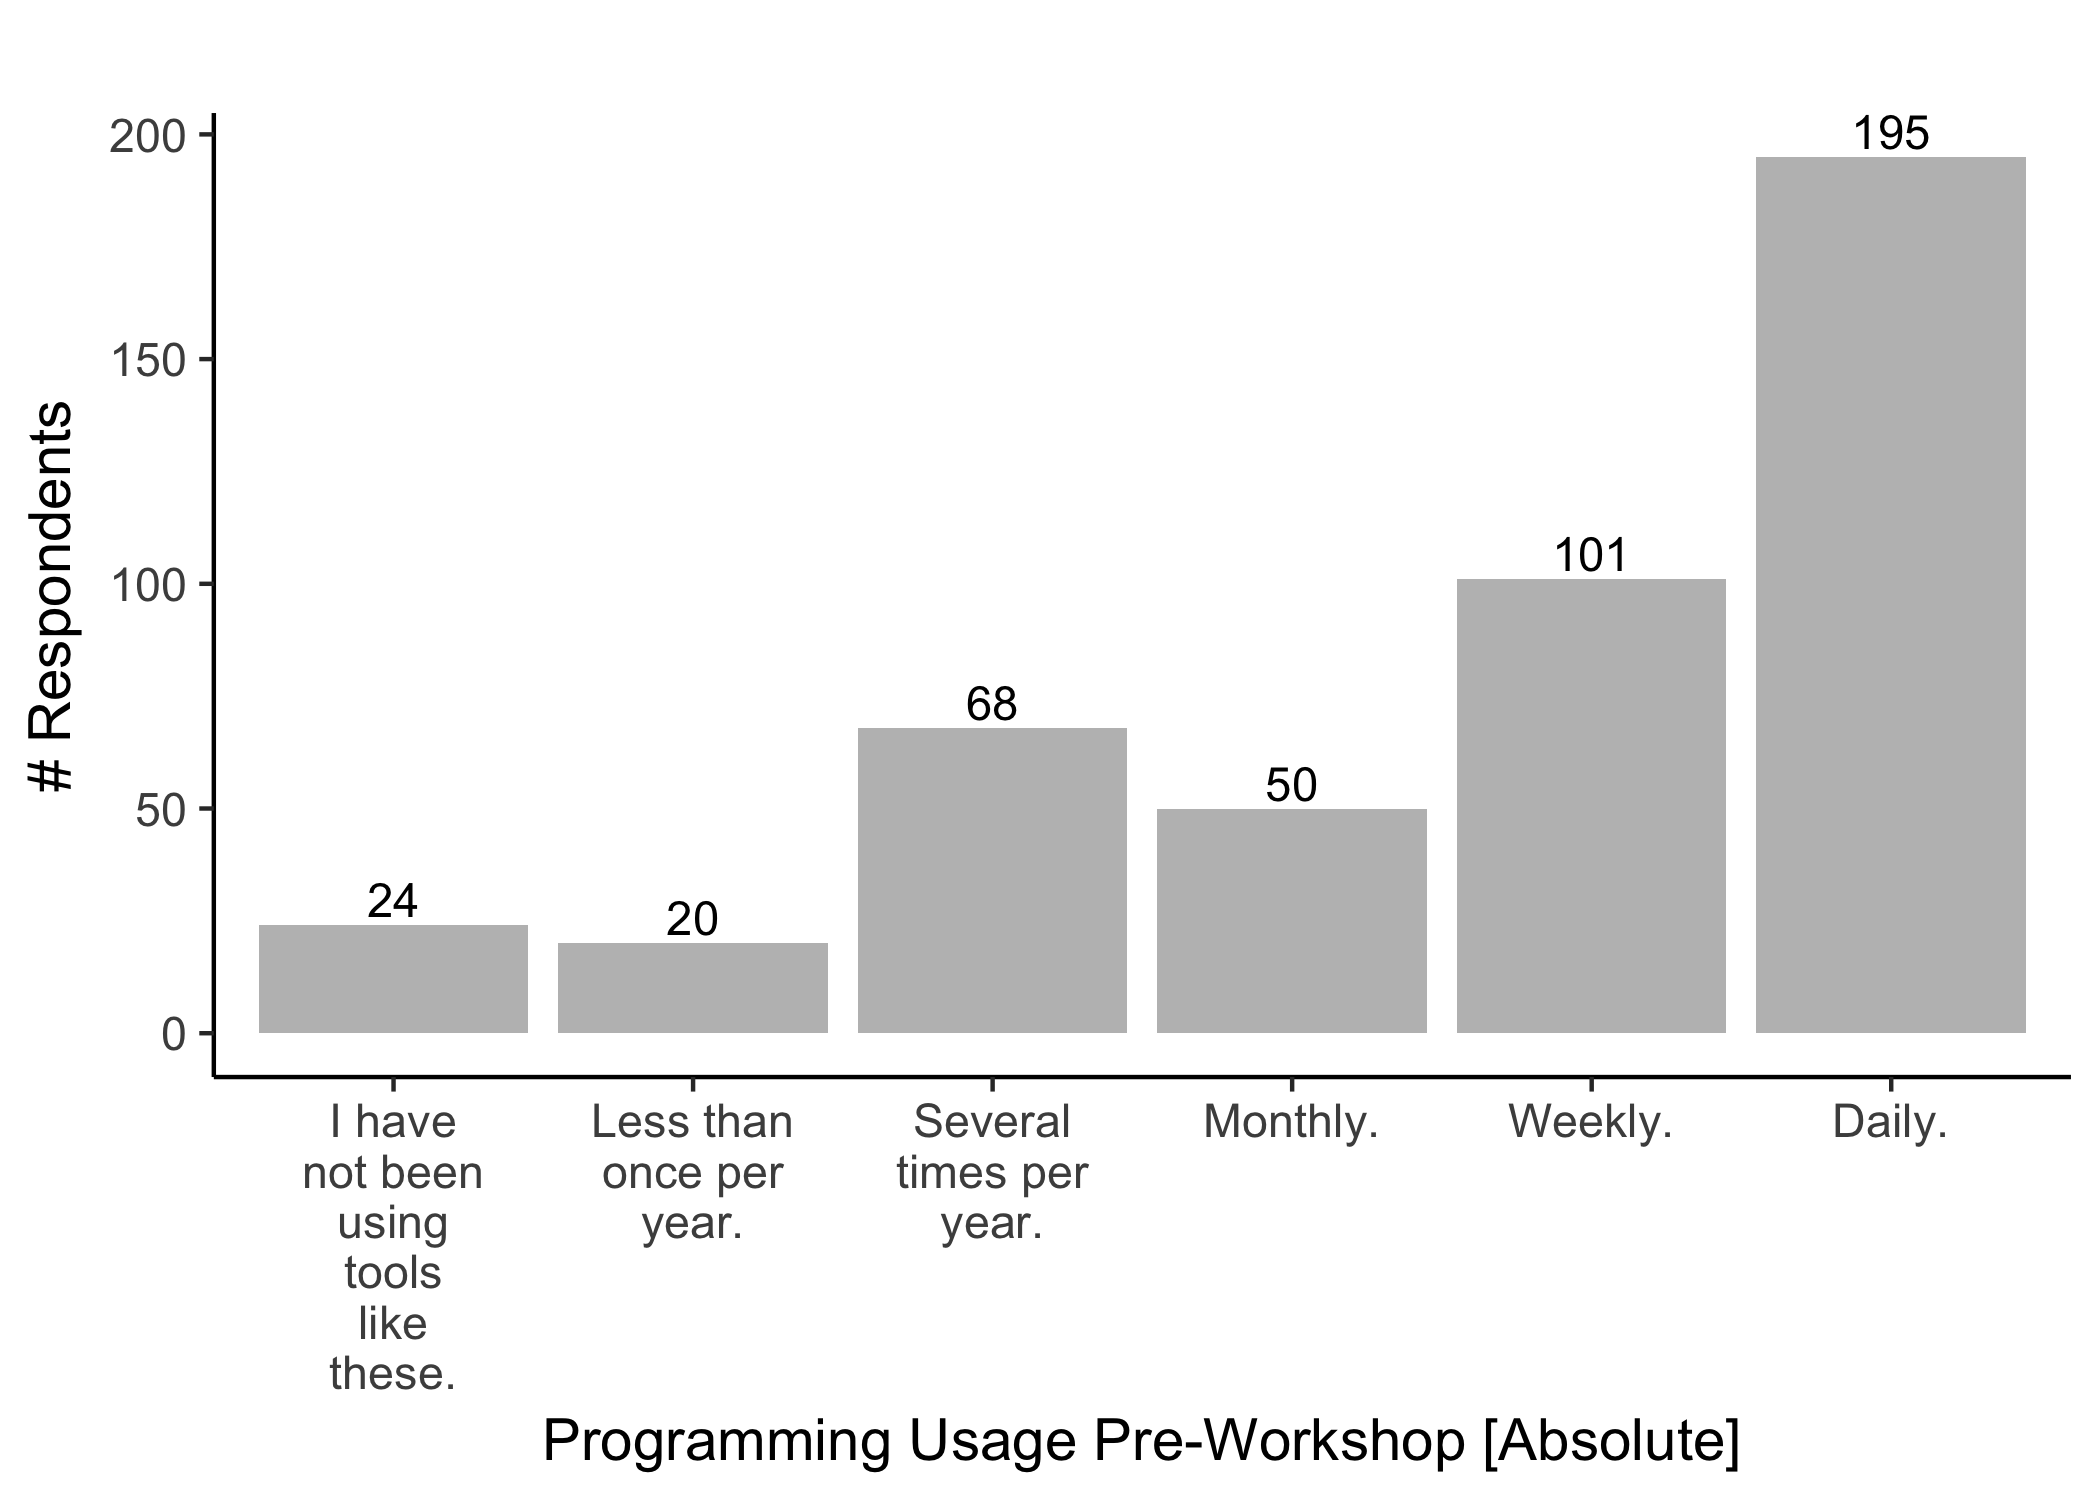 # Respondents
200
150
100
50
0
24
20
68
50
101
195
I have
not been
using
tools
like
these.
Less than
once per
year.
Several
times per
year.
Monthly.
Weekly.
Daily.
Programming Usage Pre-Workshop [Absolute]